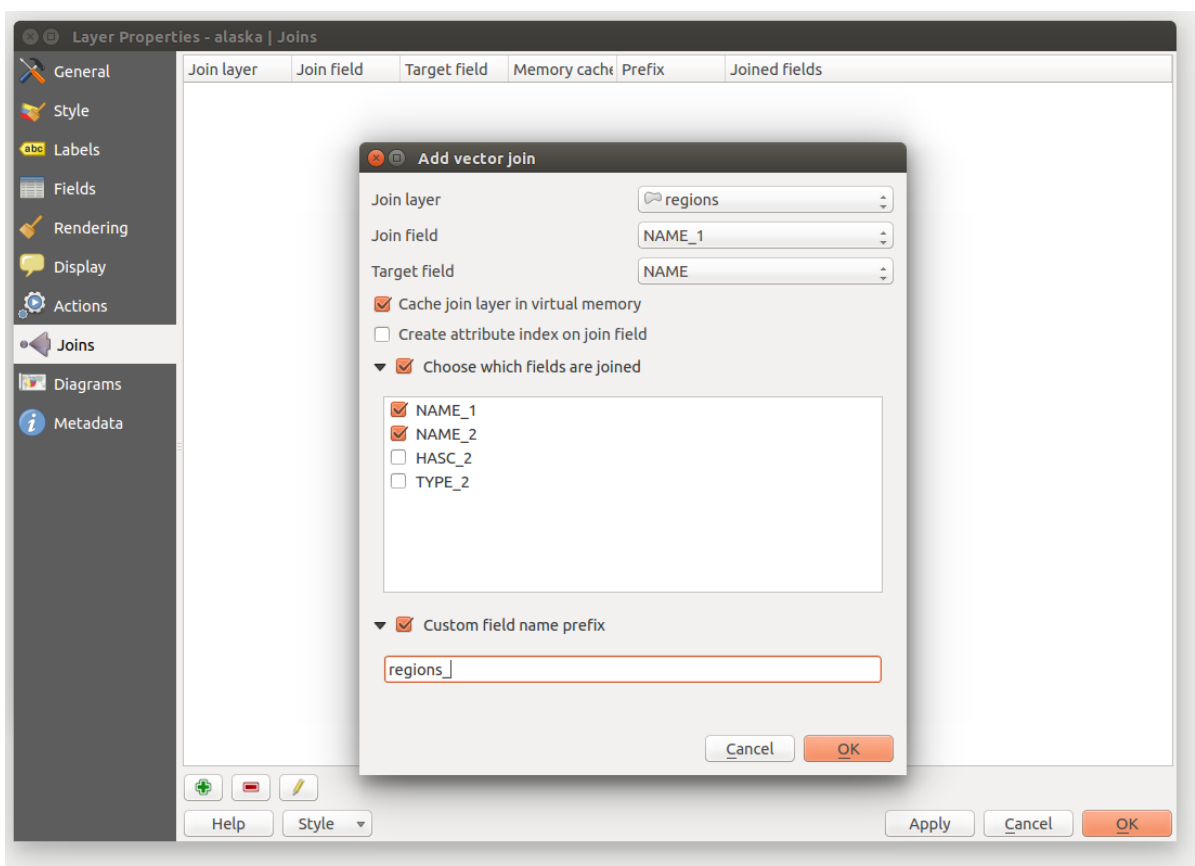 Layer Properties - alaska | Joins
General
Style
abc Labels
Fields
Rendering
Display
Actions
Joins
Diagrams
i Metadata
Join layer Join field Target field Memory cache Prefix Joined fields
Add vector join
Join layer regions
Join field NAME_1
Target field NAME
Cache join layer in virtual memory
Create attribute index on join field
Choose which fields are joined
NAME_1
NAME_2
HASC_2
TYPE_2
Custom field name prefix
regions_
Cancel OK
Help Style Apply Cancel OK